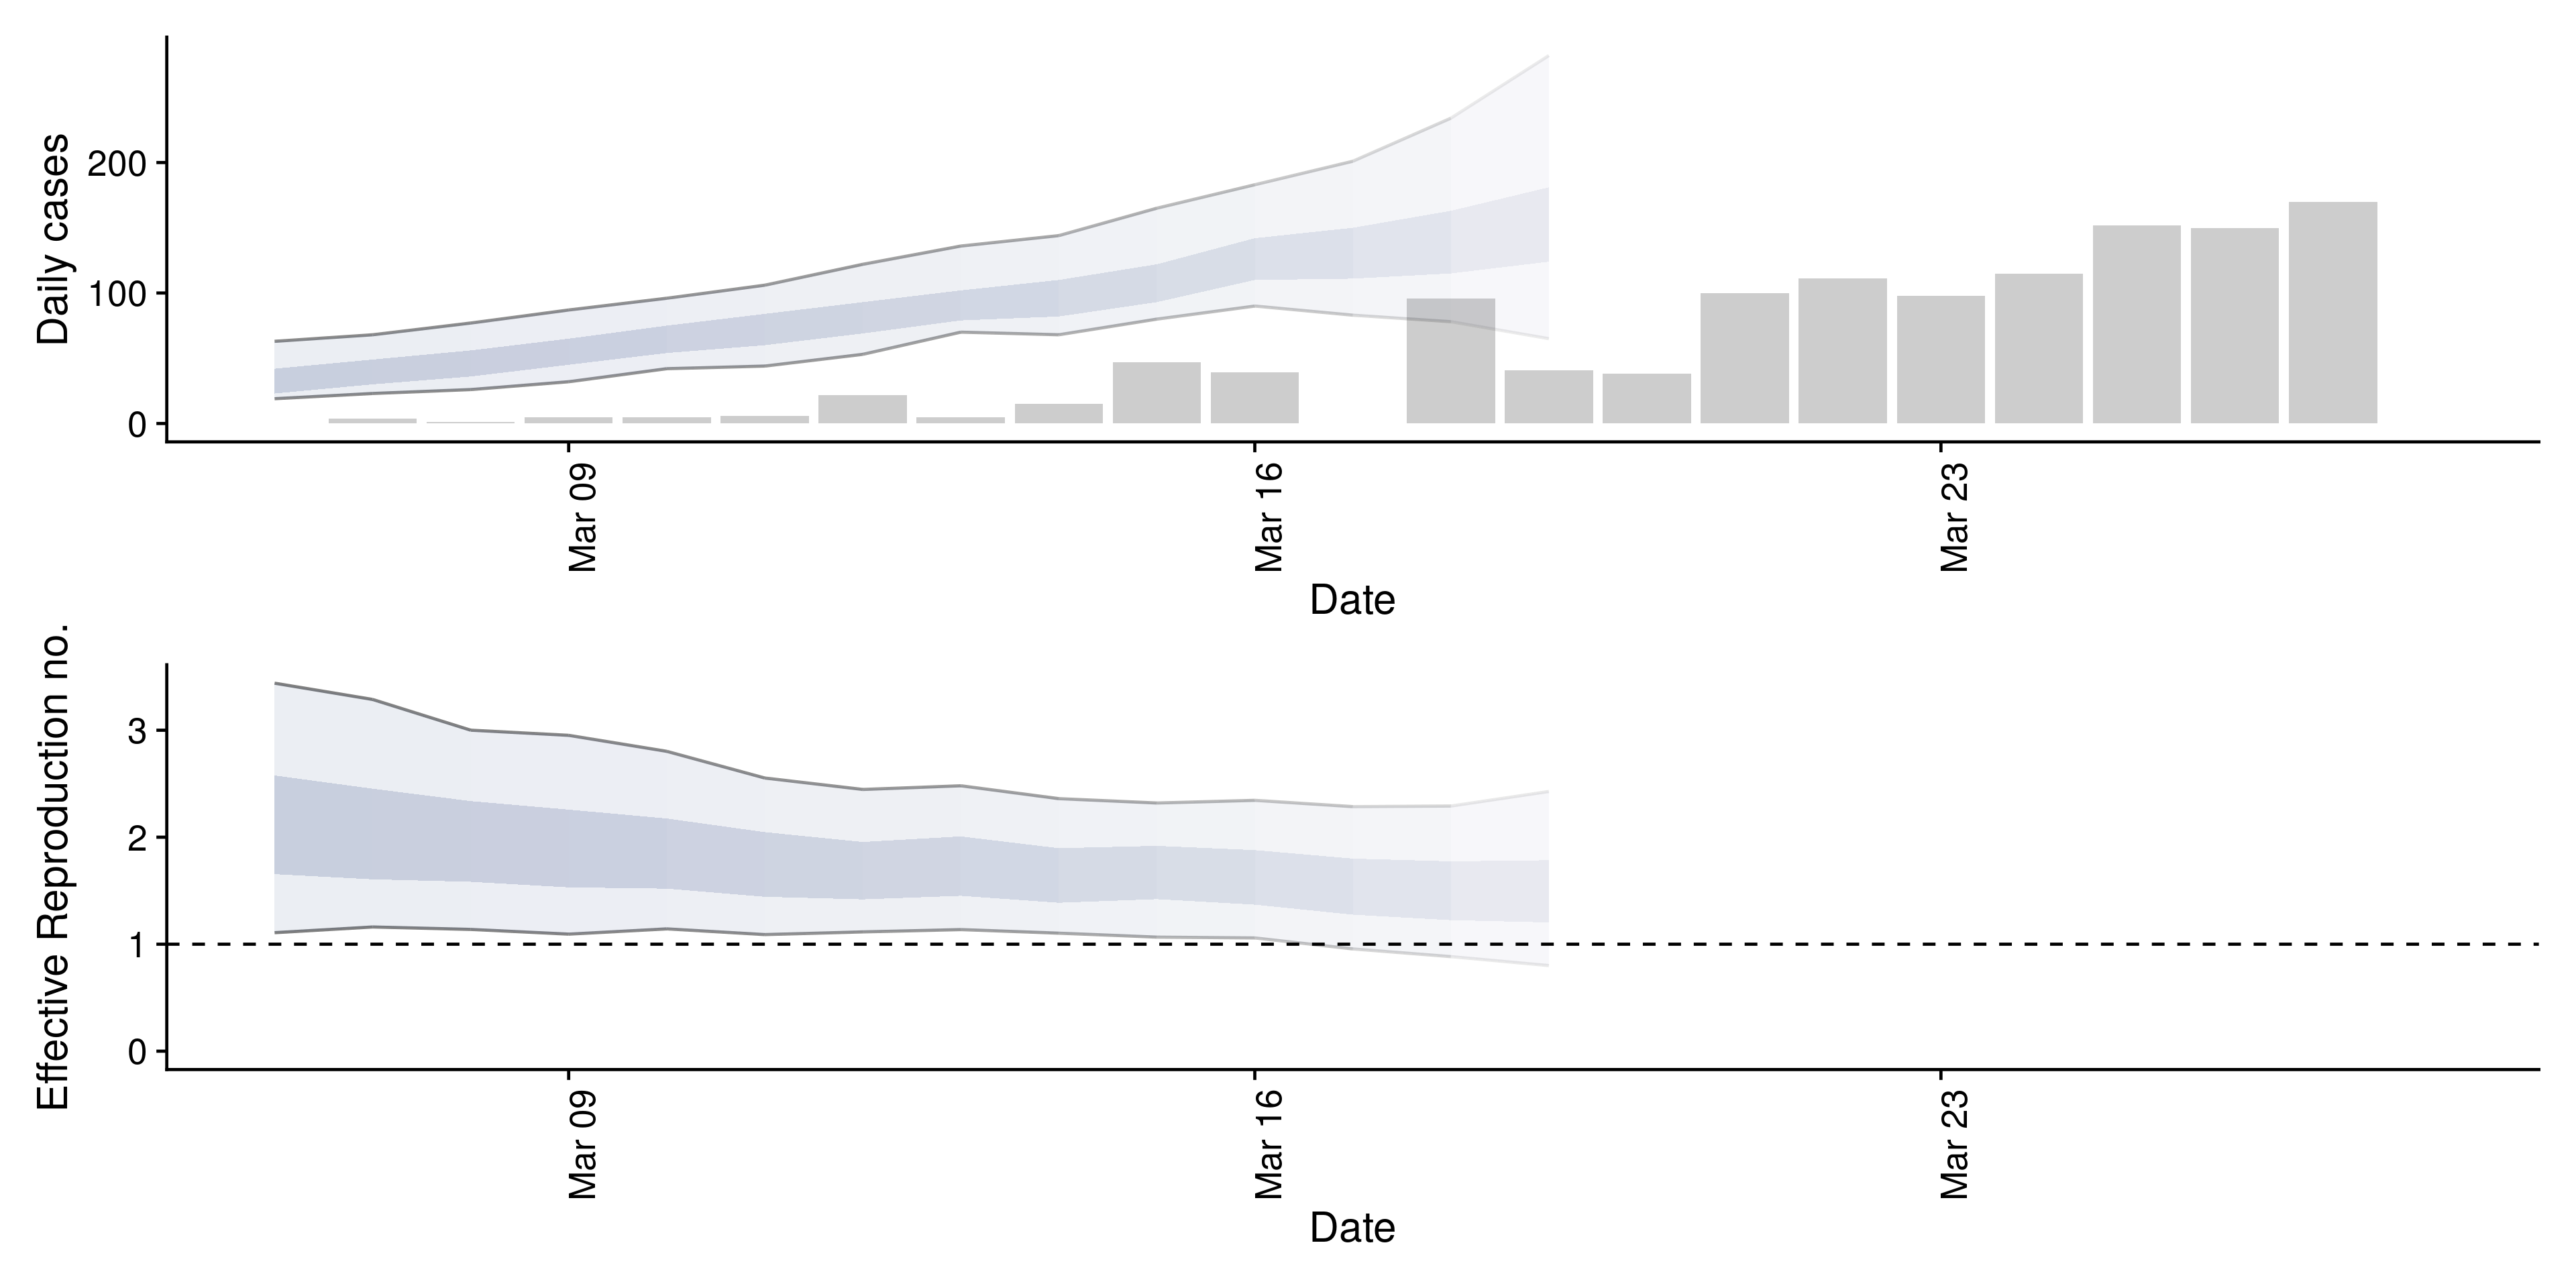 Daily cases
200
100
0
Mar 09
Mar 16
Mar 23
Date
Effective Reproduction no.
3
2
1
0
Mar 09
Mar 16
Mar 23
Date